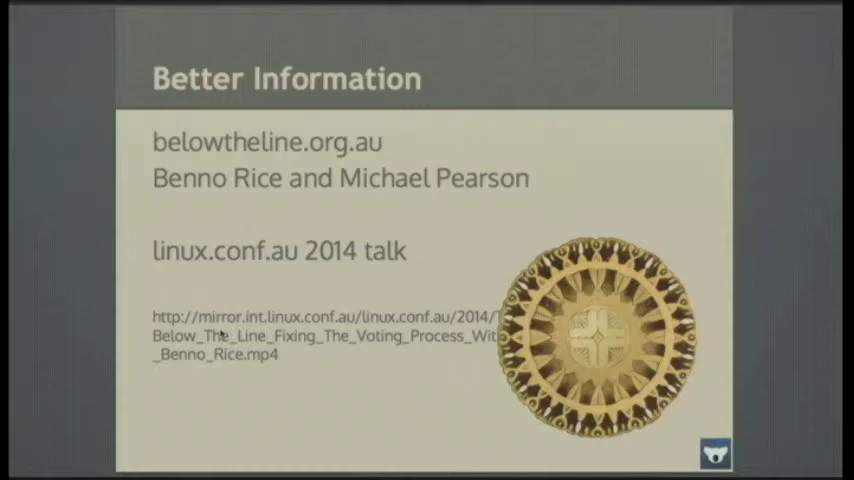 Better Information
belowtheline.org.au
Benno Rice and Michael Pearson
linux.conf.au 2014 talk
http://mirror.int.linux.conf.au/linux.conf.au/2014/
Below_The_Line_Fixing_The_Voting_Process_Wit
_Benno_Rice.mp4